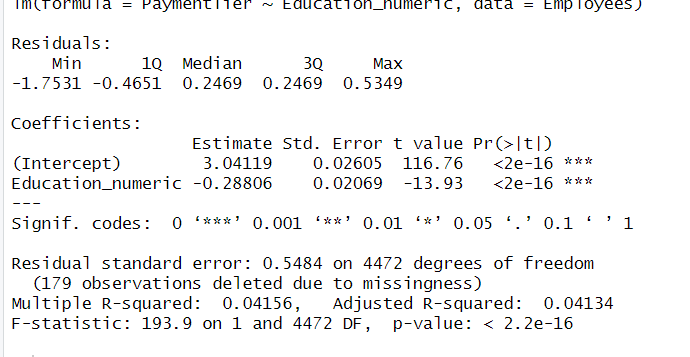 lm(formula = PaymentTier ~ Education_numeric, data = Employees)
Residuals:
Min 1Q Median 3Q Max
-1.7531 -0.4651 0.2469 0.2469 0.5349
Coefficients:
Estimate Std. Error t value Pr(>|t|)
(Intercept) 3.04119 0.02605 116.76 <2e-16 ***
Education_numeric -0.28806 0.02069 -13.93 <2e-16 ***
---
Signif. codes: 0 ‘***’ 0.001 ‘**’ 0.01 ‘*’ 0.05 ‘.’ 0.1 ‘ ’ 1
Residual standard error: 0.5484 on 4472 degrees of freedom
(179 observations deleted due to missingness)
Multiple R-squared: 0.04156, Adjusted R-squared: 0.04134
F-statistic: 193.9 on 1 and 4472 DF, p-value: < 2.2e-16